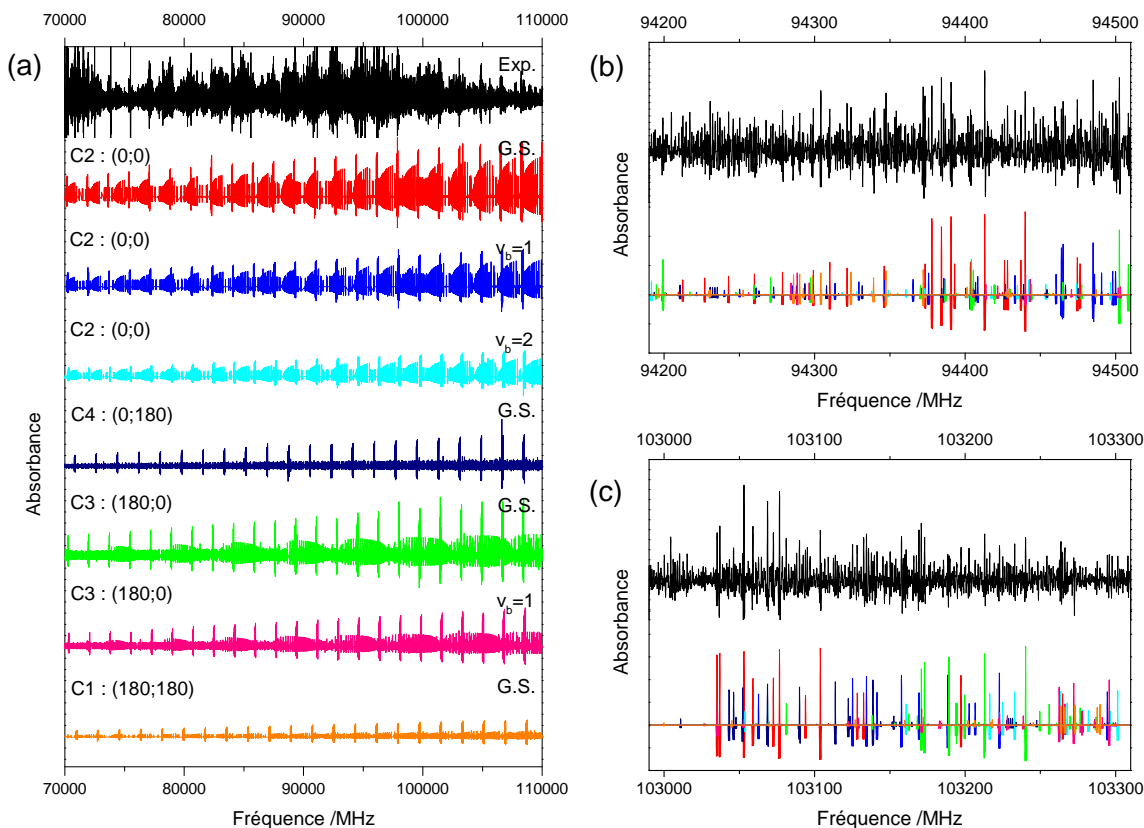 70000 80000 90000 100000 110000
(a)
Exp.
C2 : (0;0) G.S.
C2 : (0;0) v_b=1
C2 : (0;0) v_b=2
C4 : (0;180) G.S.
C3 : (180;0) G.S.
C3 : (180;0) v_b=1
C1 : (180;180) G.S.
Absorbance
70000 80000 90000 100000 110000
Fréquence /MHz
94200 94300 94400 94500
(b)
Absorbance
94200 94300 94400 94500
Fréquence /MHz
103000 103100 103200 103300
(c)
Absorbance
103000 103100 103200 103300
Fréquence /MHz